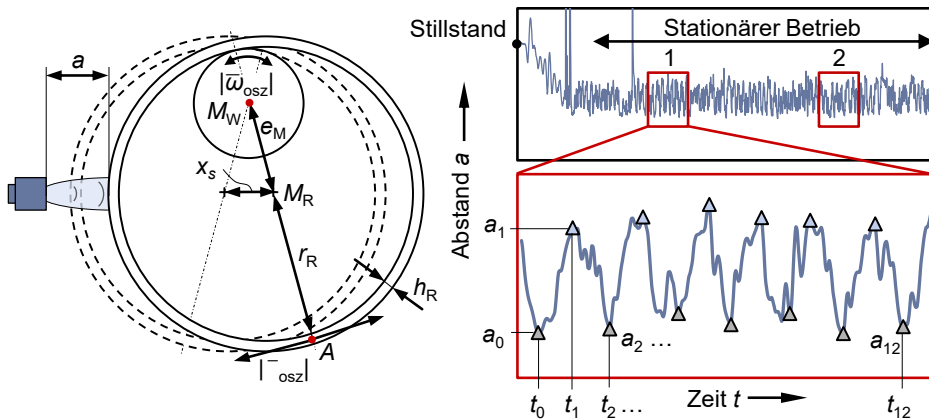 a
|ω̅osz|
MW
eM
xs
MR
rR
hR
A
|¯osz|
Stillstand
Stationärer Betrieb
1
2
Abstand a
a1
a0
a2 ...
a12
t0
t1
t2 ...
Zeit t
t12